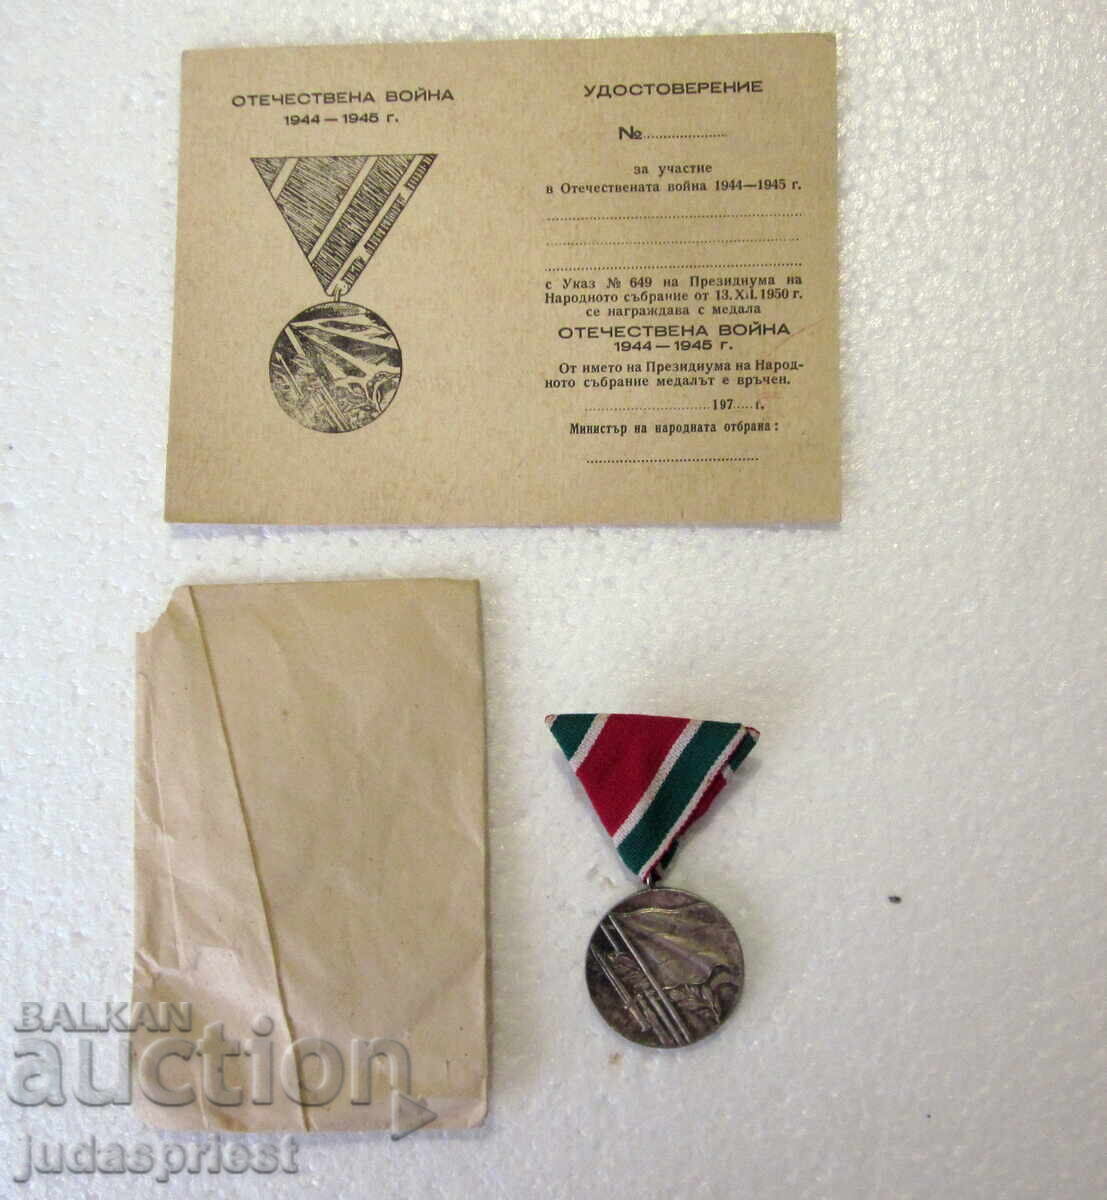 ОТЕЧЕСТВЕНА ВОЙНА
1944 — 1945 г.
УДОСТОВЕРЕНИЕ
№....................
за участие
в Отечествената война 1944—1945 г.
с Указ № 649 на Президиума на
Народното събрание от 13.XII.1950 г.
се награждава с медала
ОТЕЧЕСТВЕНА ВОЙНА
1944 — 1945 г.
От името на Президиума на Народ-
ното събрание медалът е връчен.
..............................197..... г.
Министър на народната отбрана :
BALKAN
auction
judaspriest